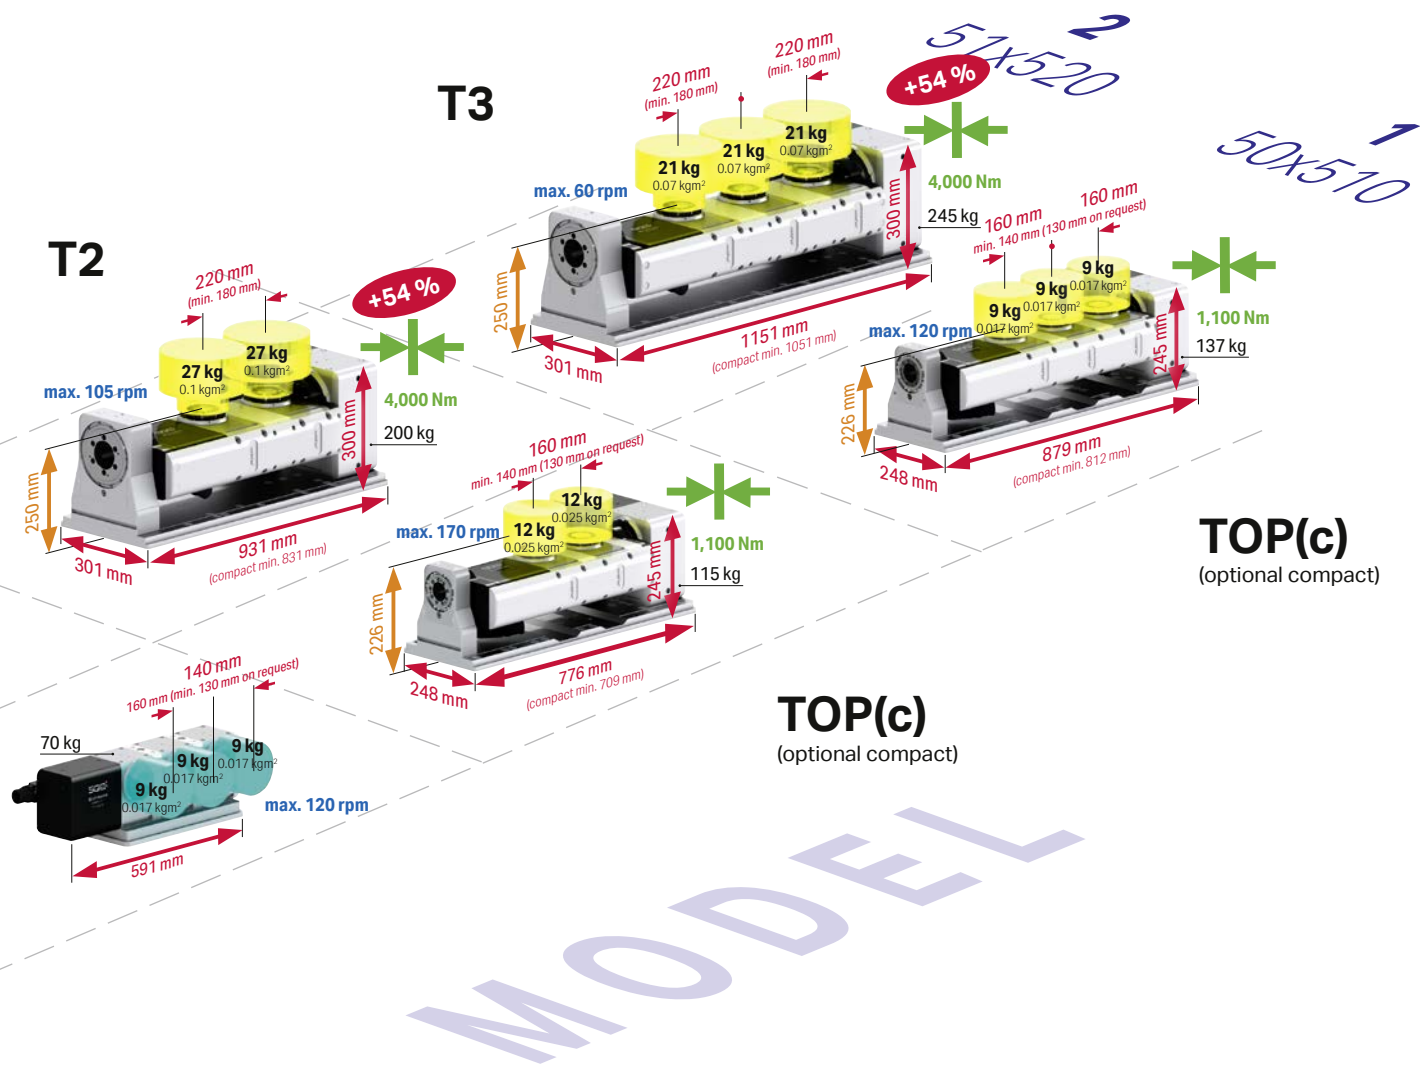 2
51x520
1
50x510
T3
220 mm
(min. 180 mm)
220 mm
(min. 180 mm)
+54 %
21 kg
0.07 kgm²
21 kg
0.07 kgm²
21 kg
0.07 kgm²
max. 60 rpm
4,000 Nm
245 kg
300 mm
250 mm
301 mm
1151 mm
(compact min. 1051 mm)
160 mm
160 mm
min. 140 mm (130 mm on request)
9 kg
0.017 kgm²
9 kg
0.017 kgm²
9 kg
0.017 kgm²
max. 120 rpm
1,100 Nm
137 kg
245 mm
226 mm
248 mm
879 mm
(compact min. 812 mm)
T2
220 mm
(min. 180 mm)
+54 %
27 kg
0.1 kgm²
27 kg
0.1 kgm²
max. 105 rpm
4,000 Nm
200 kg
300 mm
250 mm
301 mm
931 mm
(compact min. 831 mm)
160 mm
min. 140 mm (130 mm on request)
12 kg
0.025 kgm²
12 kg
0.025 kgm²
max. 170 rpm
1,100 Nm
115 kg
245 mm
226 mm
248 mm
776 mm
(compact min. 709 mm)
TOP(c)
(optional compact)
140 mm
160 mm (min. 130 mm on request)
70 kg
9 kg
0.017 kgm²
9 kg
0.017 kgm²
9 kg
0.017 kgm²
max. 120 rpm
591 mm
TOP(c)
(optional compact)
MODEL